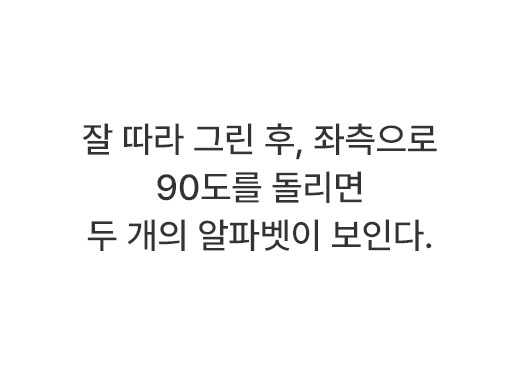 잘 따라 그린 후, 좌측으로
90도를 돌리면
두 개의 알파벳이 보인다.